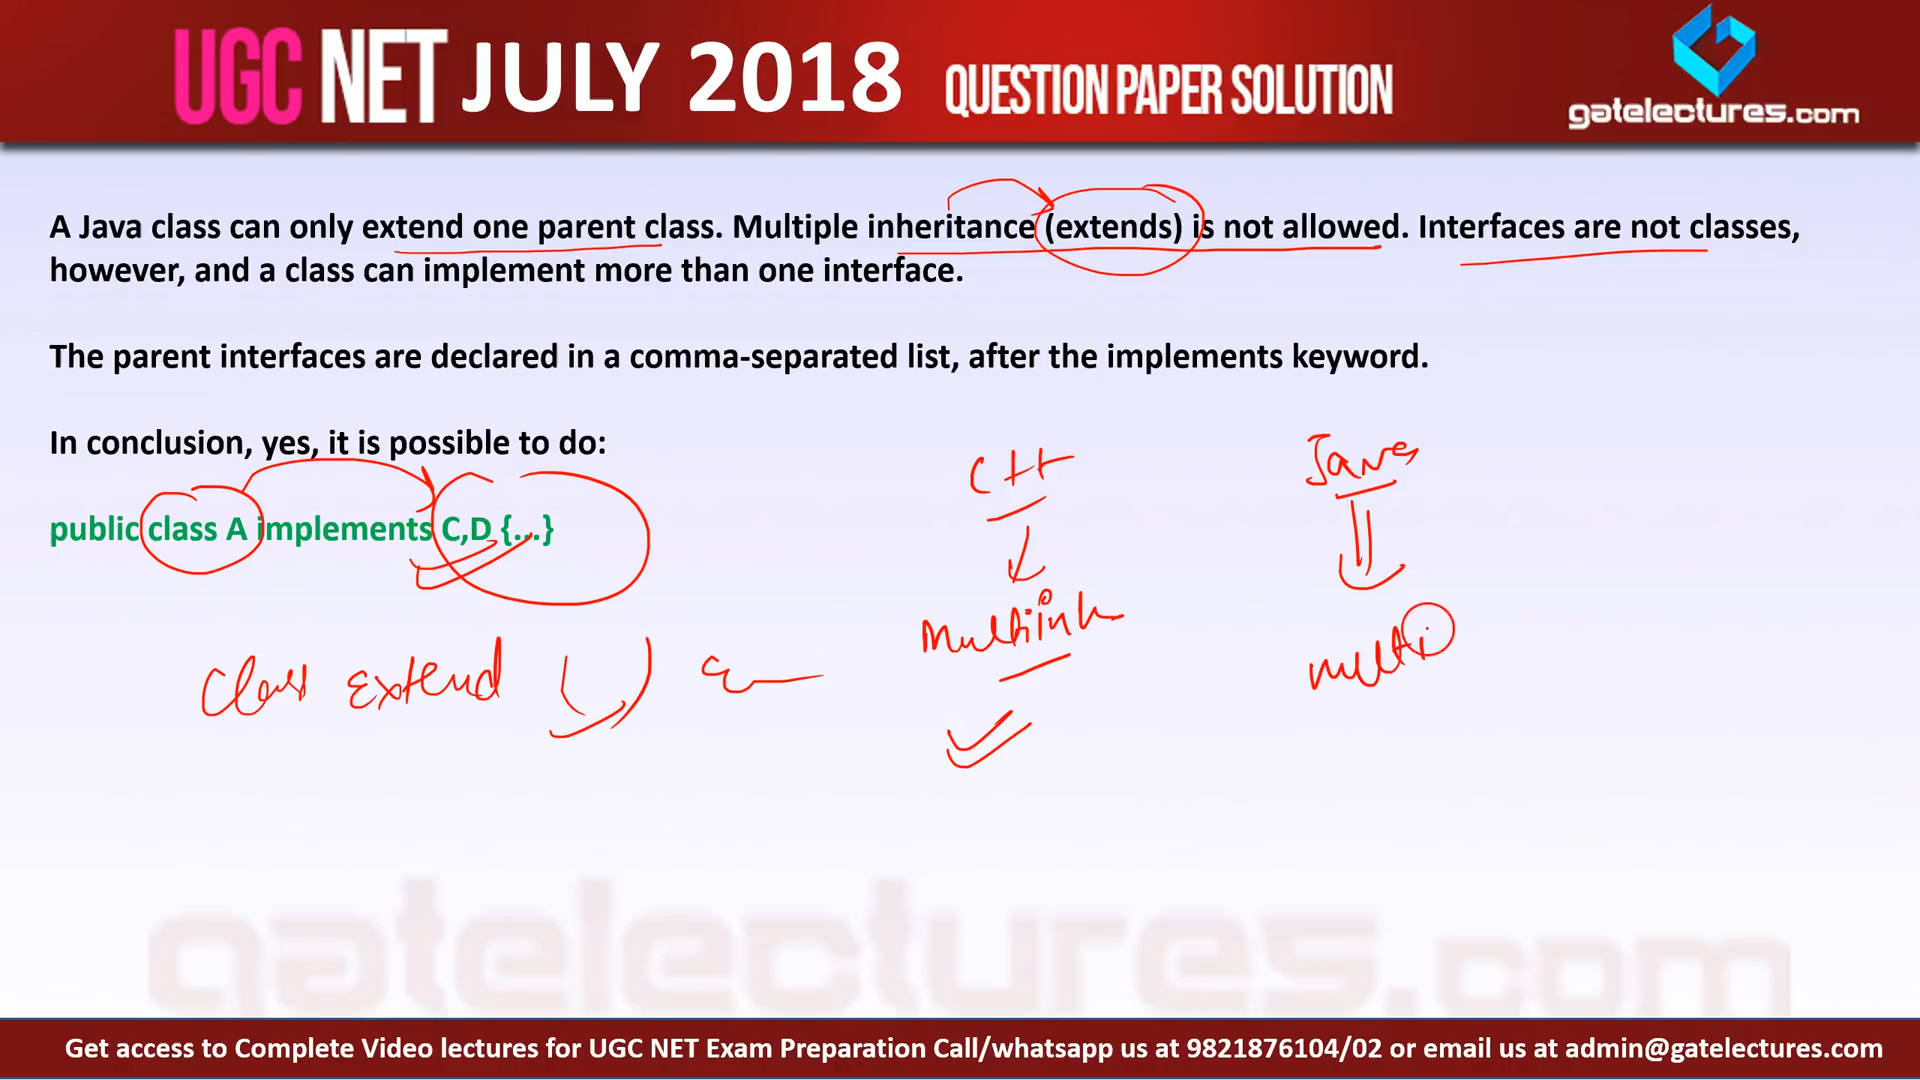 UGC NET JULY 2018 QUESTION PAPER SOLUTION
gatelectures.com
A Java class can only extend one parent class. Multiple inheritance (extends) is not allowed. Interfaces are not classes,
however, and a class can implement more than one interface.
The parent interfaces are declared in a comma-separated list, after the implements keyword.
In conclusion, yes, it is possible to do:
public class A implements C,D {...}
C++
Java
Class Extend
multi
gatelectures.com
Get access to Complete Video lectures for UGC NET Exam Preparation Call/whatsapp us at 9821876104/02 or email us at admin@gatelectures.com